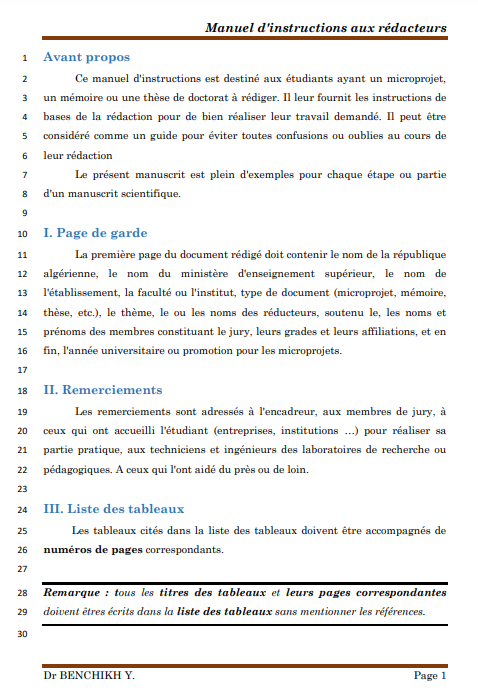 Manuel d'instructions aux rédacteurs
1 Avant propos
2 Ce manuel d'instructions est destiné aux étudiants ayant un microprojet,
3 un mémoire ou une thèse de doctorat à rédiger. Il leur fournit les instructions de
4 bases de la rédaction pour de bien réaliser leur travail demandé. Il peut être
5 considéré comme un guide pour éviter toutes confusions ou oublies au cours de
6 leur rédaction
7 Le présent manuscrit est plein d'exemples pour chaque étape ou partie
8 d'un manuscrit scientifique.
9
10 I. Page de garde
11 La première page du document rédigé doit contenir le nom de la république
12 algérienne, le nom du ministère d'enseignement supérieur, le nom de
13 l'établissement, la faculté ou l'institut, type de document (microprojet, mémoire,
14 thèse, etc.), le thème, le ou les noms des réducteurs, soutenu le, les noms et
15 prénoms des membres constituant le jury, leurs grades et leurs affiliations, et en
16 fin, l'année universitaire ou promotion pour les microprojets.
17
18 II. Remerciements
19 Les remerciements sont adressés à l'encadreur, aux membres de jury, à
20 ceux qui ont accueilli l'étudiant (entreprises, institutions ...) pour réaliser sa
21 partie pratique, aux techniciens et ingénieurs des laboratoires de recherche ou
22 pédagogiques. A ceux qui l'ont aidé du près ou de loin.
23
24 III. Liste des tableaux
25 Les tableaux cités dans la liste des tableaux doivent être accompagnés de
26 numéros de pages correspondants.
27
28 Remarque : tous les titres des tableaux et leurs pages correspondantes
29 doivent êtres écrits dans la liste des tableaux sans mentionner les références.
30
Dr BENCHIKH Y. Page 1